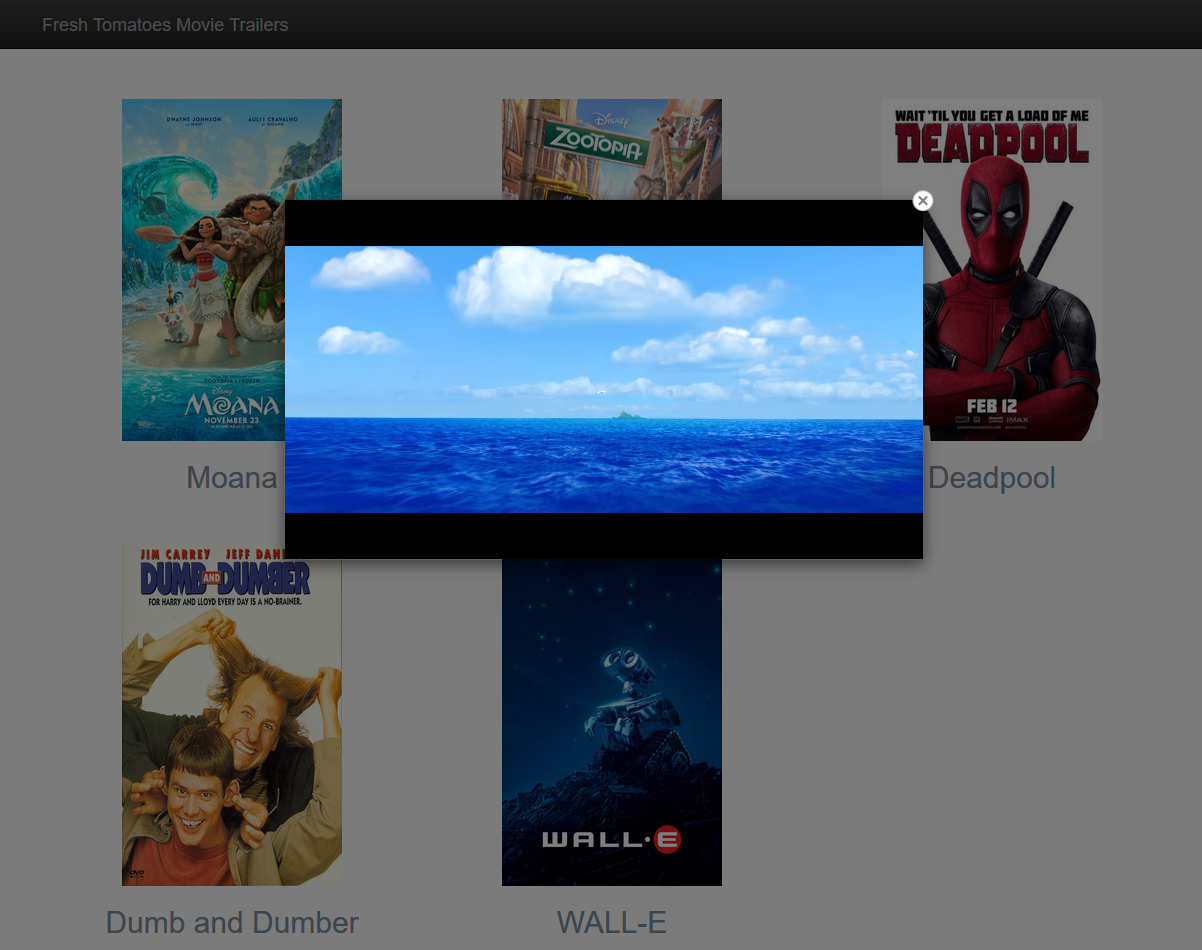 Fresh Tomatoes Movie Trailers
DWAYNE JOHNSON
AULI'I CRAVALHO
MOANA
NOVEMBER 23
Moana
Disney
ZOOTOPIA
WAIT 'TIL YOU GET A LOAD OF ME
DEADPOOL
FEB 12
IMAX
Deadpool
JIM CARREY JEFF DAN
DUMB AND DUMBER
FOR HARRY AND LLOYD EVERY DAY IS A NO-BRAINER.
DVD
Dumb and Dumber
WALL·E
WALL-E